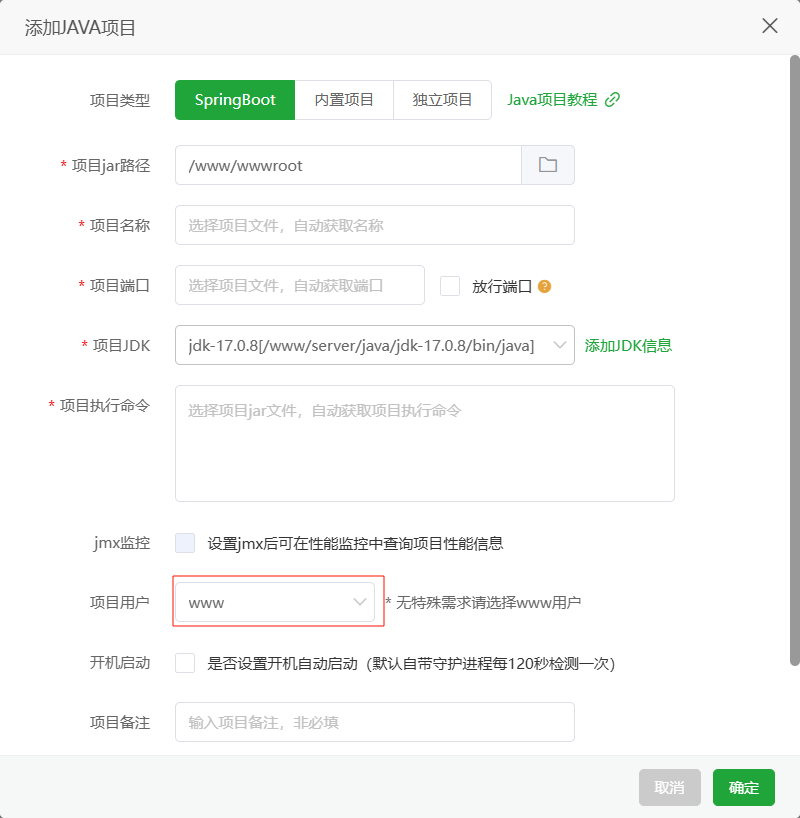 添加JAVA项目
项目类型 SpringBoot 内置项目 独立项目 Java项目教程
* 项目jar路径 /www/wwwroot
* 项目名称 选择项目文件，自动获取名称
* 项目端口 选择项目文件，自动获取端口 放行端口 ?
* 项目JDK jdk-17.0.8[/www/server/java/jdk-17.0.8/bin/java] 添加JDK信息
* 项目执行命令 选择项目jar文件，自动获取项目执行命令
jmx监控 设置jmx后可在性能监控中查询项目性能信息
项目用户 www * 无特殊需求请选择www用户
开机启动 是否设置开机自动启动（默认自带守护进程每120秒检测一次）
项目备注 输入项目备注，非必填
取消 确定